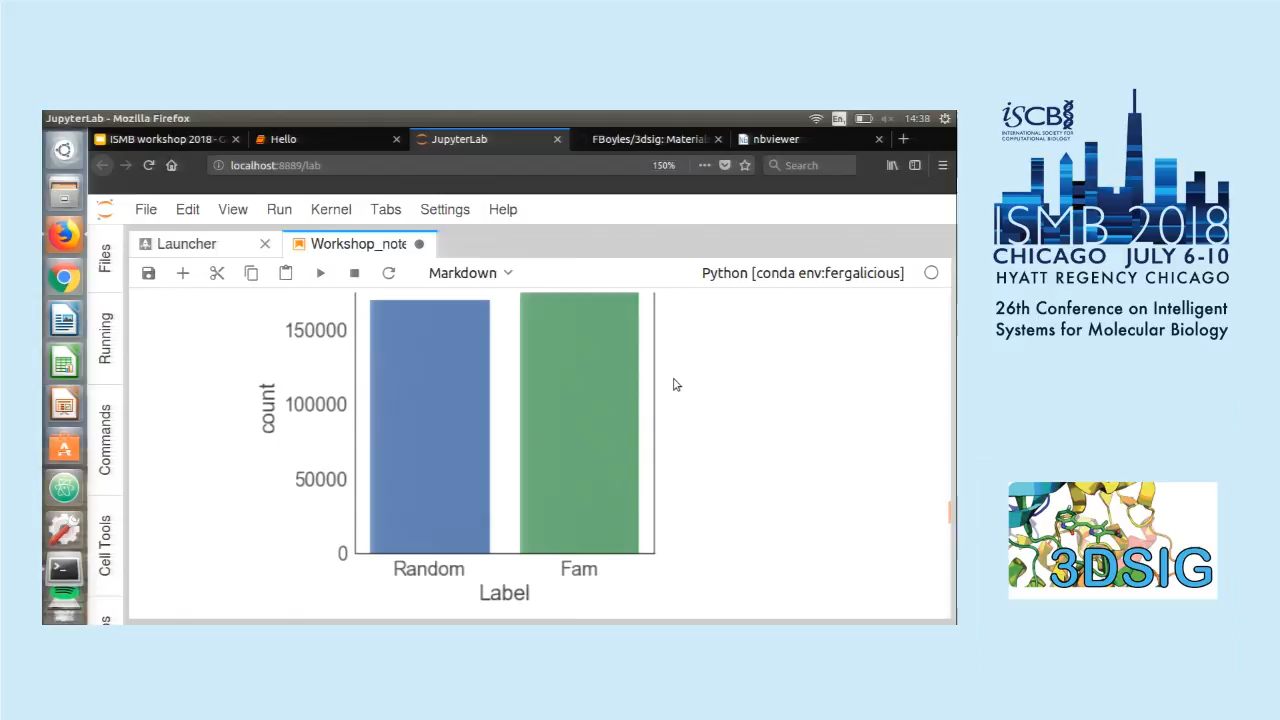 JupyterLab - Mozilla Firefox
En
14:38
ISMB workshop 2018 - G
Hello
JupyterLab
FBoyles/3dsig: Material
nbviewer
localhost:8889/lab
150%
Search
File Edit View Run Kernel Tabs Settings Help
Files
Running
Commands
Cell Tools
Launcher
Workshop_note
Markdown
Python [conda env:fergalicious]
150000
100000
50000
0
count
Random
Fam
Label
iSCB
INTERNATIONAL SOCIETY FOR
COMPUTATIONAL BIOLOGY
ISMB 2018
CHICAGO JULY 6-10
HYATT REGENCY CHICAGO
26th Conference on Intelligent
Systems for Molecular Biology
3DSIG